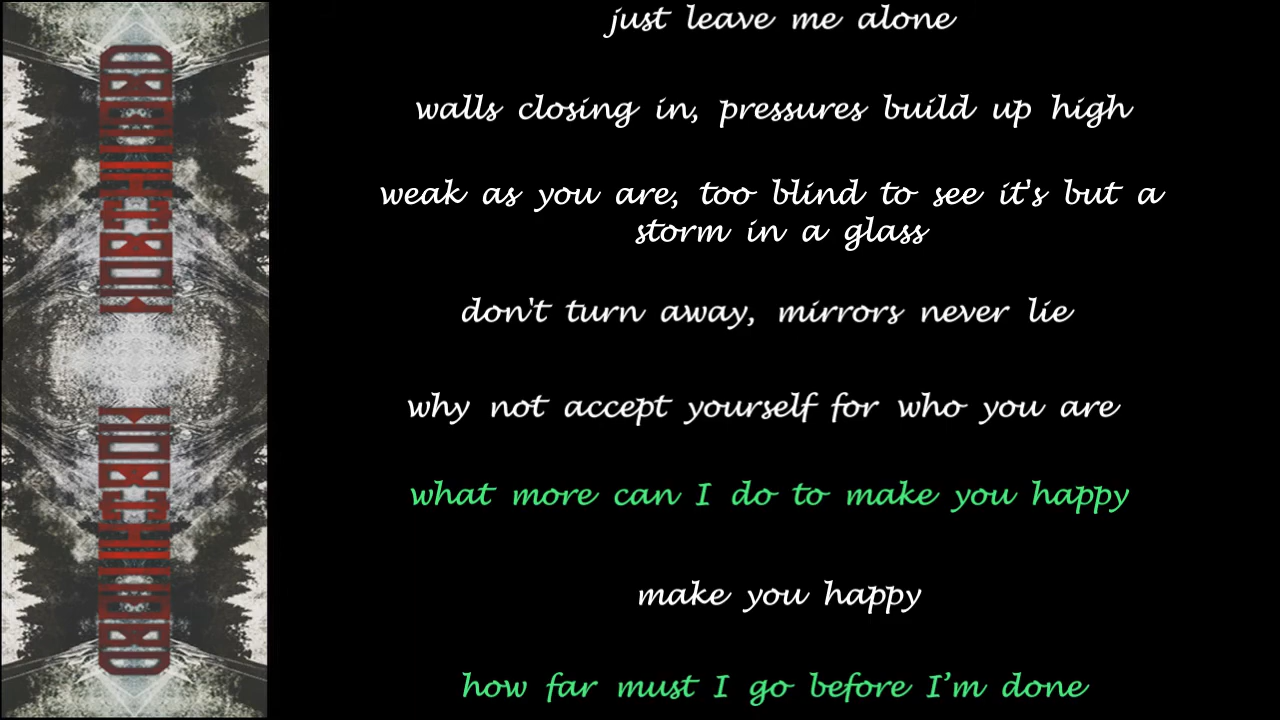 just leave me alone
walls closing in, pressures build up high
weak as you are, too blind to see it's but a
storm in a glass
don't turn away, mirrors never lie
why not accept yourself for who you are
what more can I do to make you happy
make you happy
how far must I go before I'm done